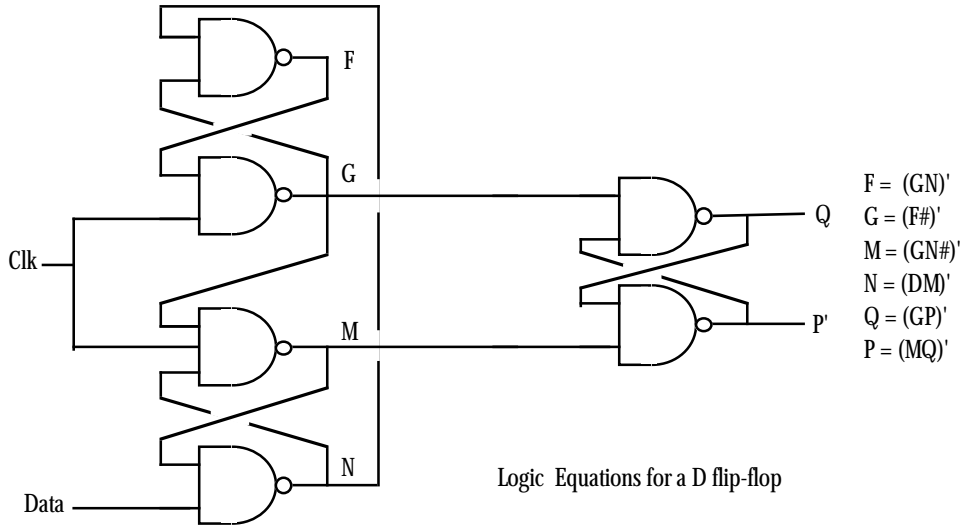 F
G
Clk
M
N
Data
Q
P'
F = (GN)'
G = (F#)'
M = (GN#)'
N = (DM)'
Q = (GP)'
P = (MQ)'
Logic Equations for a D flip-flop